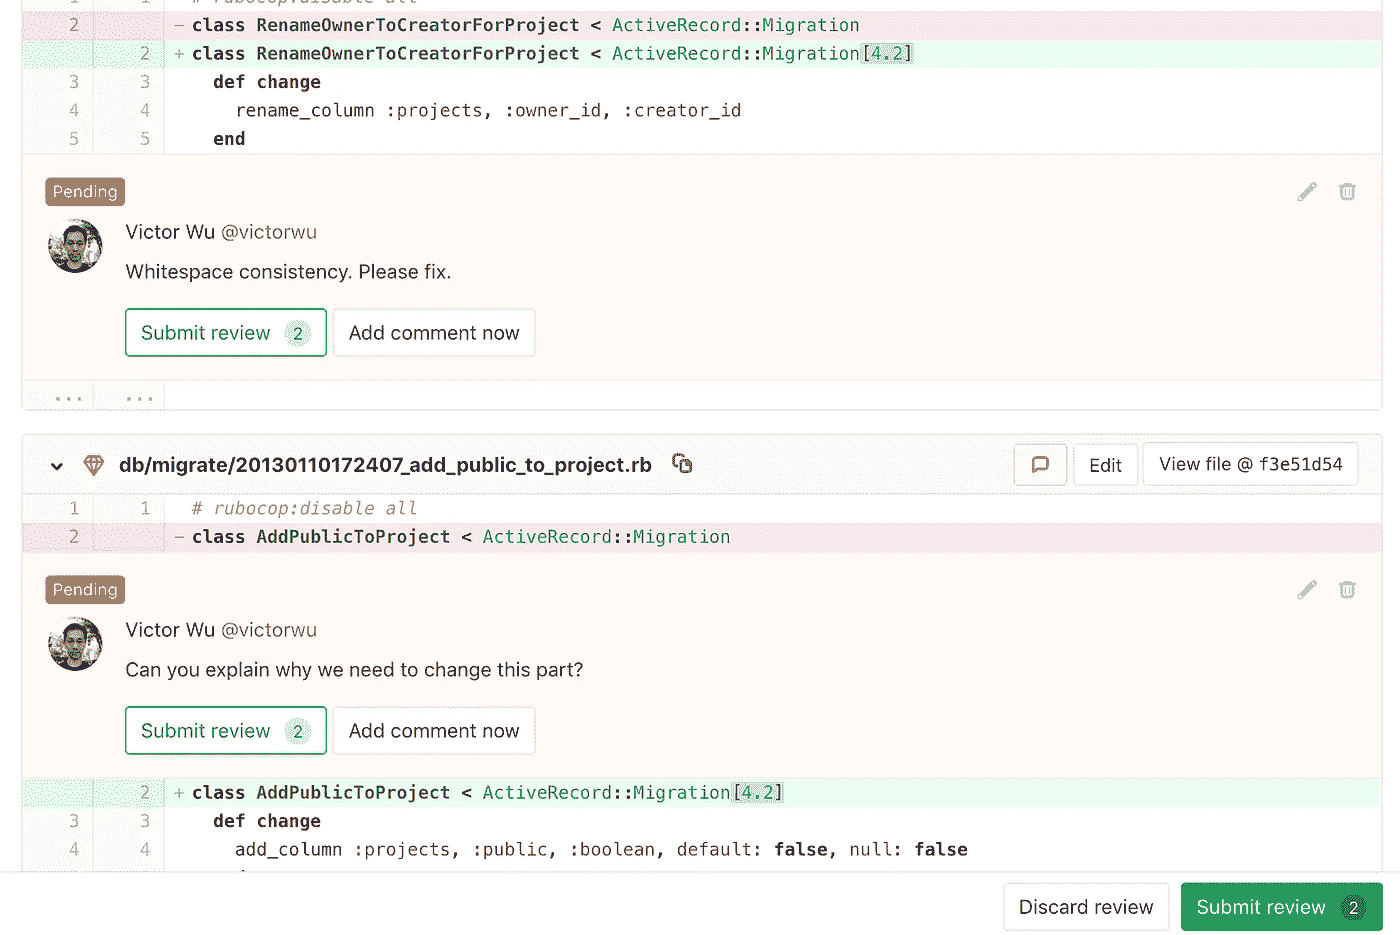 1 1 # rubocop:disable all
2 - class RenameOwnerToCreatorForProject < ActiveRecord::Migration
2 + class RenameOwnerToCreatorForProject < ActiveRecord::Migration[4.2]
3 3 def change
4 4 rename_column :projects, :owner_id, :creator_id
5 5 end
Pending
Victor Wu @victorwu
Whitespace consistency. Please fix.
Submit review 2 Add comment now
... ...
db/migrate/20130110172407_add_public_to_project.rb Edit View file @ f3e51d54
1 1 # rubocop:disable all
2 - class AddPublicToProject < ActiveRecord::Migration
Pending
Victor Wu @victorwu
Can you explain why we need to change this part?
Submit review 2 Add comment now
2 + class AddPublicToProject < ActiveRecord::Migration[4.2]
3 3 def change
4 4 add_column :projects, :public, :boolean, default: false, null: false
Discard review Submit review 2